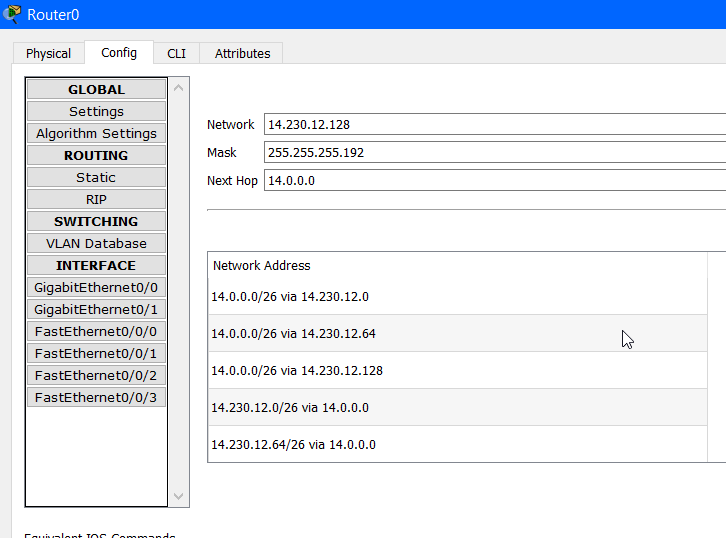 Router0
Physical Config CLI Attributes
GLOBAL
Settings
Algorithm Settings
ROUTING
Static
RIP
SWITCHING
VLAN Database
INTERFACE
GigabitEthernet0/0
GigabitEthernet0/1
FastEthernet0/0/0
FastEthernet0/0/1
FastEthernet0/0/2
FastEthernet0/0/3
Network 14.230.12.128
Mask 255.255.255.192
Next Hop 14.0.0.0
Network Address
14.0.0.0/26 via 14.230.12.0
14.0.0.0/26 via 14.230.12.64
14.0.0.0/26 via 14.230.12.128
14.230.12.0/26 via 14.0.0.0
14.230.12.64/26 via 14.0.0.0
Equivalent IOS Commands